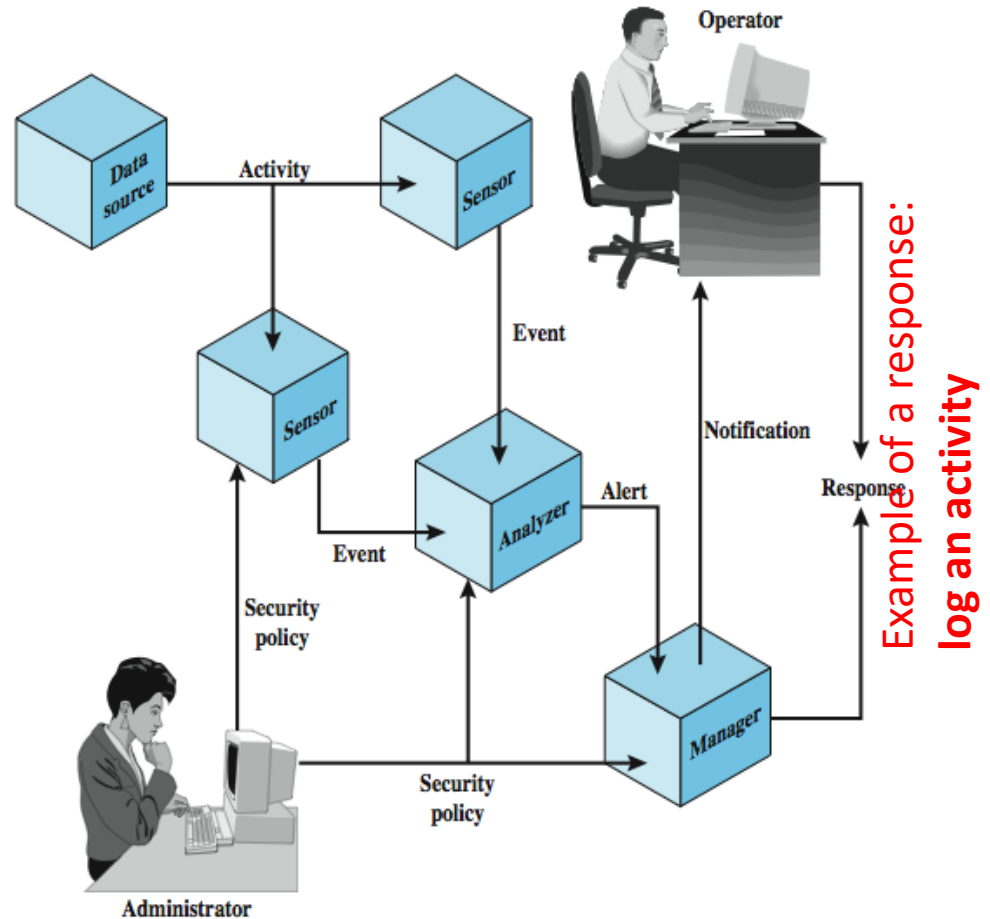 Operator
Data
source
Activity
Sensor
Event
Sensor
Notification
Analyzer
Alert
Response
Event
Security
policy
Manager
Security
policy
Administrator
Example of a response:
log an activity